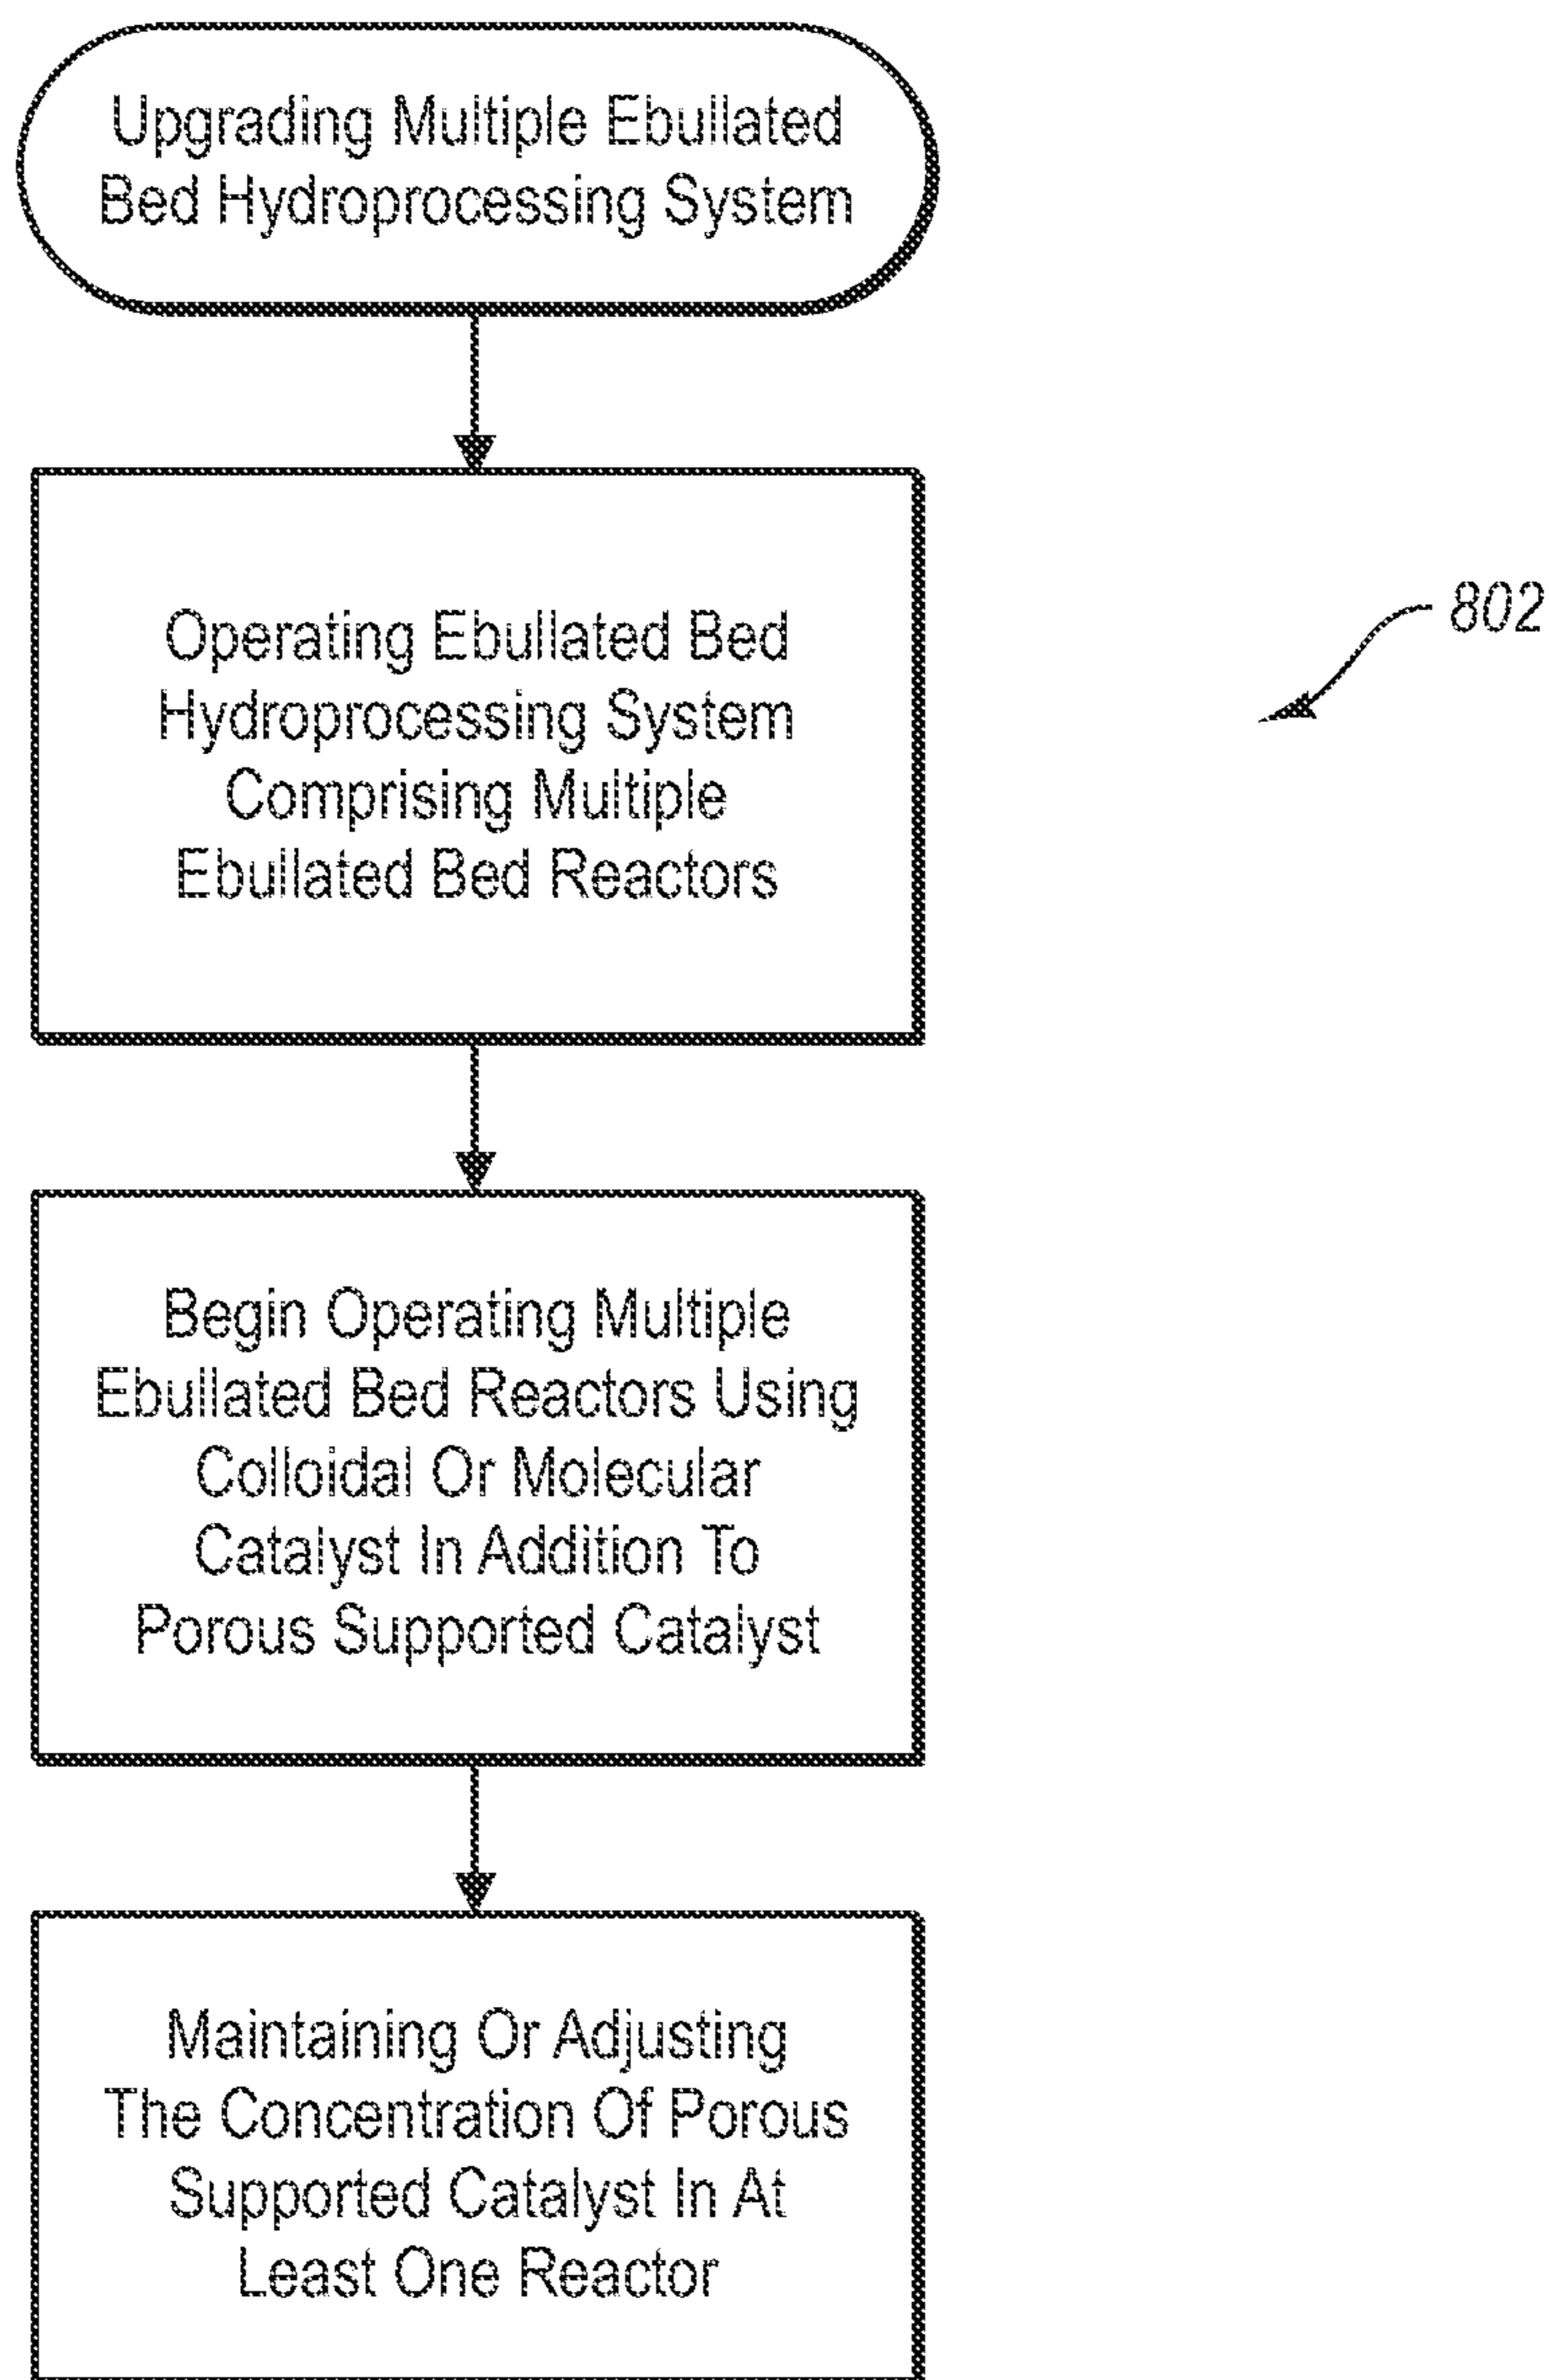 Upgrading Multiple Ebullated
Bed Hydroprocessing System
Operating Ebullated Bed
Hydroprocessing System
Comprising Multiple
Ebullated Bed Reactors
802
Begin Operating Multiple
Ebullated Bed Reactors Using
Colloidal Or Molecular
Catalyst In Addition To
Porous Supported Catalyst
Maintaining Or Adjusting
The Concentration Of Porous
Supported Catalyst In At
Least One Reactor